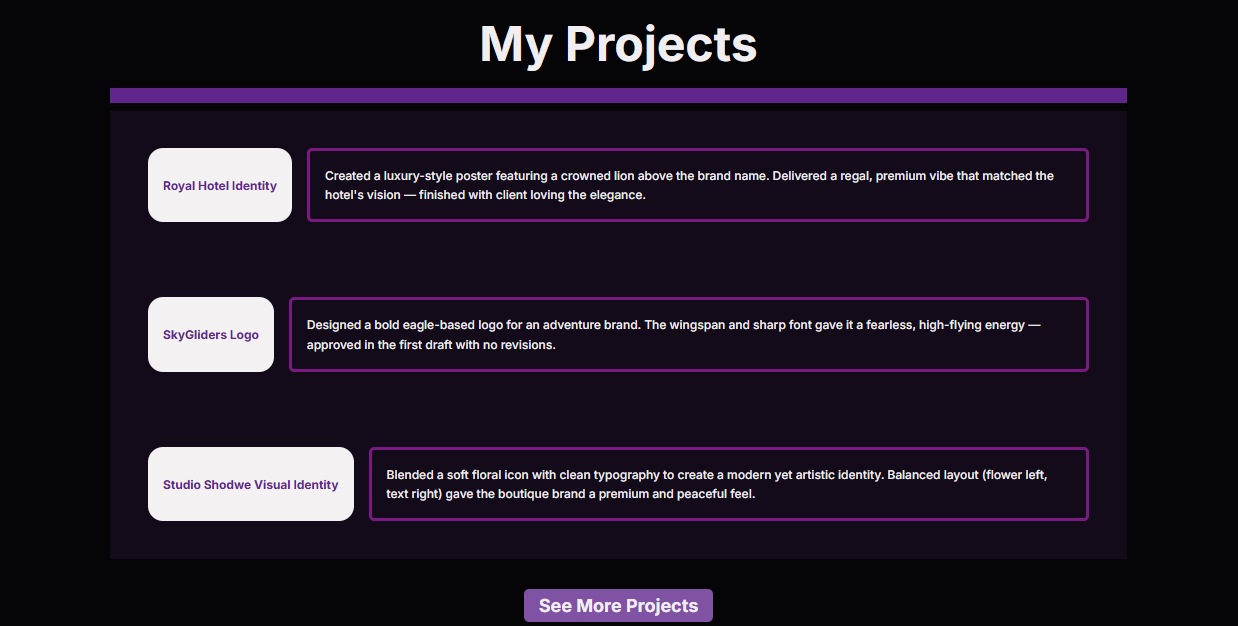 My Projects
Royal Hotel Identity
Created a luxury-style poster featuring a crowned lion above the brand name. Delivered a regal, premium vibe that matched the
hotel's vision — finished with client loving the elegance.
SkyGliders Logo
Designed a bold eagle-based logo for an adventure brand. The wingspan and sharp font gave it a fearless, high-flying energy —
approved in the first draft with no revisions.
Studio Shodwe Visual Identity
Blended a soft floral icon with clean typography to create a modern yet artistic identity. Balanced layout (flower left,
text right) gave the boutique brand a premium and peaceful feel.
See More Projects